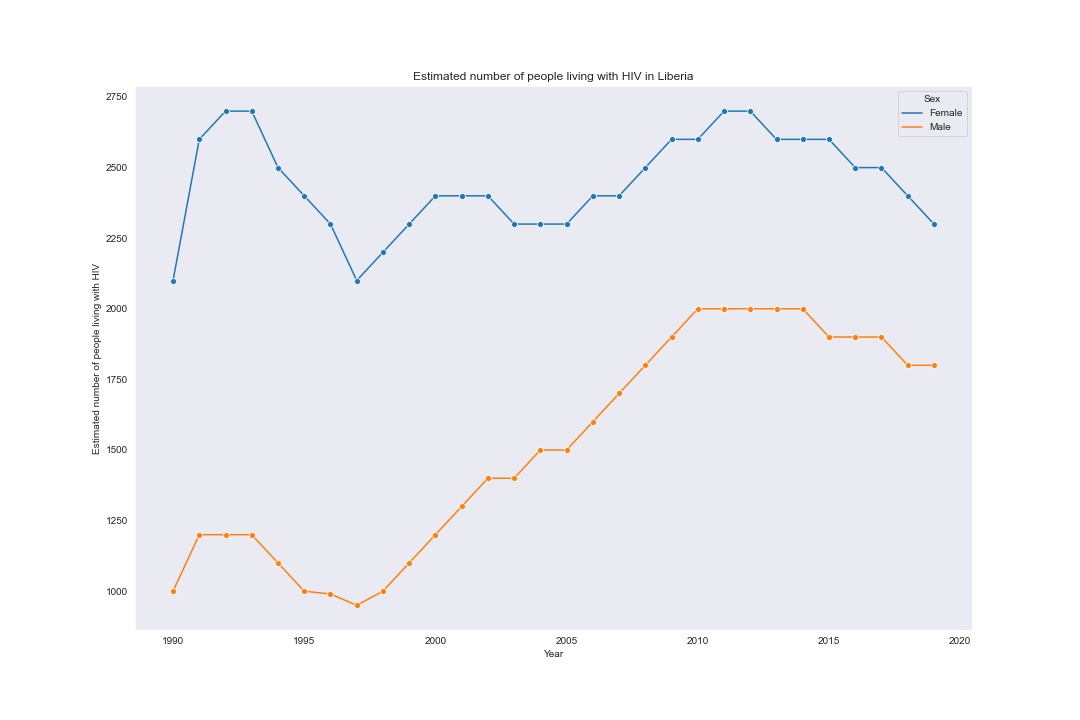 Estimated number of people living with HIV in Liberia
Sex
Female
Male
Estimated number of people living with HIV
2750
2500
2250
2000
1750
1500
1250
1000
1990
1995
2000
2005
2010
2015
2020
Year